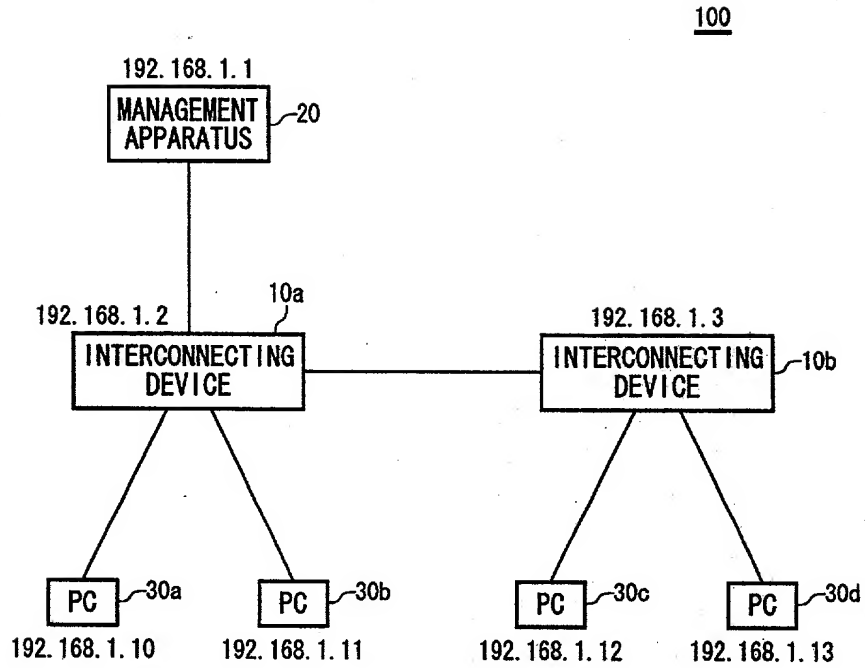 100
192.168.1.1
MANAGEMENT
APPARATUS
20
10a
192.168.1.2
INTERCONNECTING
DEVICE
192.168.1.3
INTERCONNECTING
DEVICE
10b
PC
30a
PC
30b
PC
30c
PC
30d
192.168.1.10
192.168.1.11
192.168.1.12
192.168.1.13